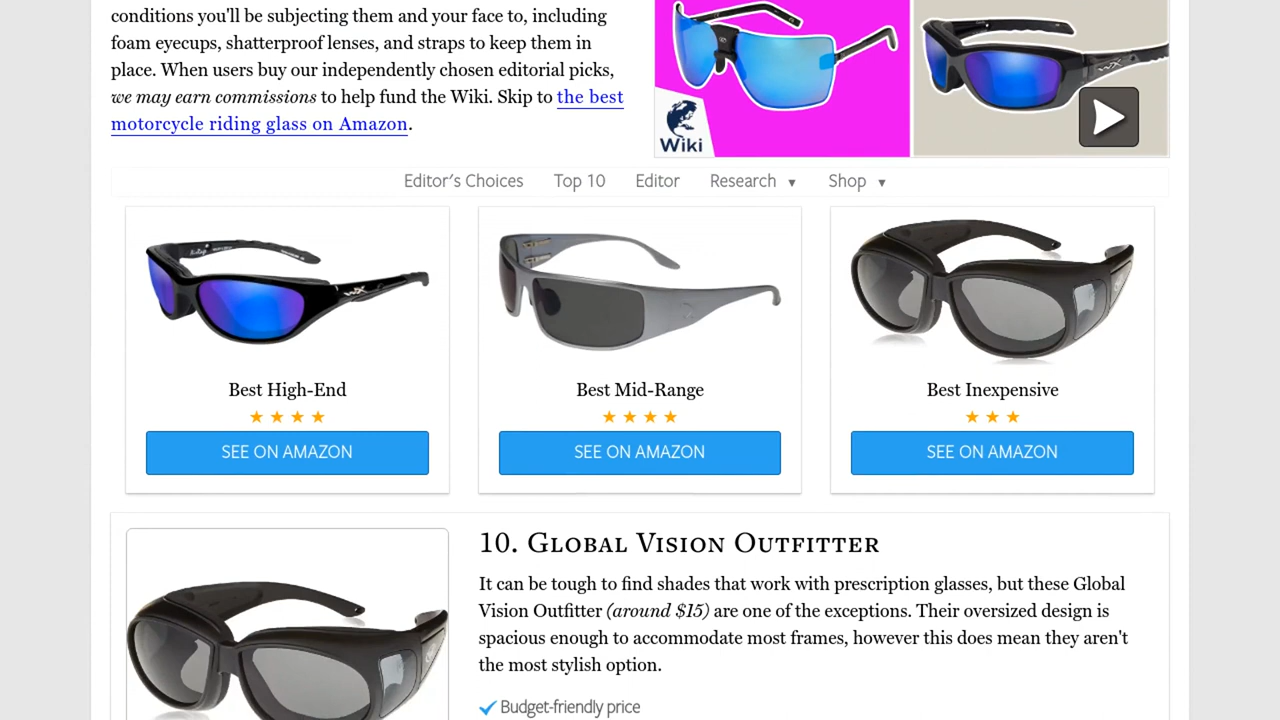 conditions you'll be subjecting them and your face to, including
foam eyecups, shatterproof lenses, and straps to keep them in
place. When users buy our independently chosen editorial picks,
we may earn commissions to help fund the Wiki. Skip to the best
motorcycle riding glass on Amazon.
Wiki
Editor's Choices Top 10 Editor Research ▼ Shop ▼
Best High-End
Best Mid-Range
Best Inexpensive
SEE ON AMAZON
SEE ON AMAZON
SEE ON AMAZON
10. Global Vision Outfitter
It can be tough to find shades that work with prescription glasses, but these Global
Vision Outfitter (around $15) are one of the exceptions. Their oversized design is
spacious enough to accommodate most frames, however this does mean they aren't
the most stylish option.
Budget-friendly price